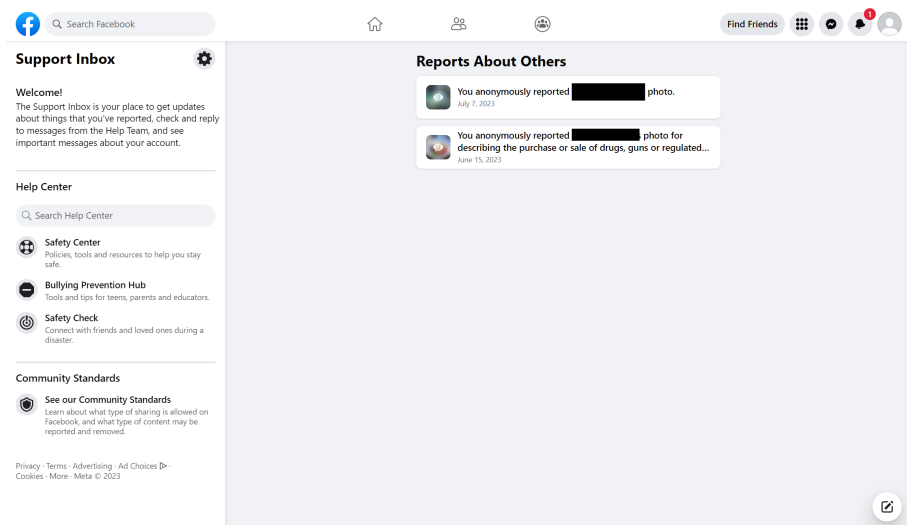 Search Facebook
Find Friends
1
Support Inbox
Welcome!
The Support Inbox is your place to get updates
about things that you've reported, check and reply
to messages from the Help Team, and see
important messages about your account.
Help Center
Search Help Center
Safety Center
Policies, tools and resources to help you stay
safe.
Bullying Prevention Hub
Tools and tips for teens, parents and educators.
Safety Check
Connect with friends and loved ones during a
disaster.
Community Standards
See our Community Standards
Learn about what type of sharing is allowed on
Facebook, and what type of content may be
reported and removed.
Privacy · Terms · Advertising · Ad Choices ·
Cookies · More · Meta © 2023
Reports About Others
You anonymously reported photo.
July 7, 2023
You anonymously reported photo for
describing the purchase or sale of drugs, guns or regulated...
June 15, 2023